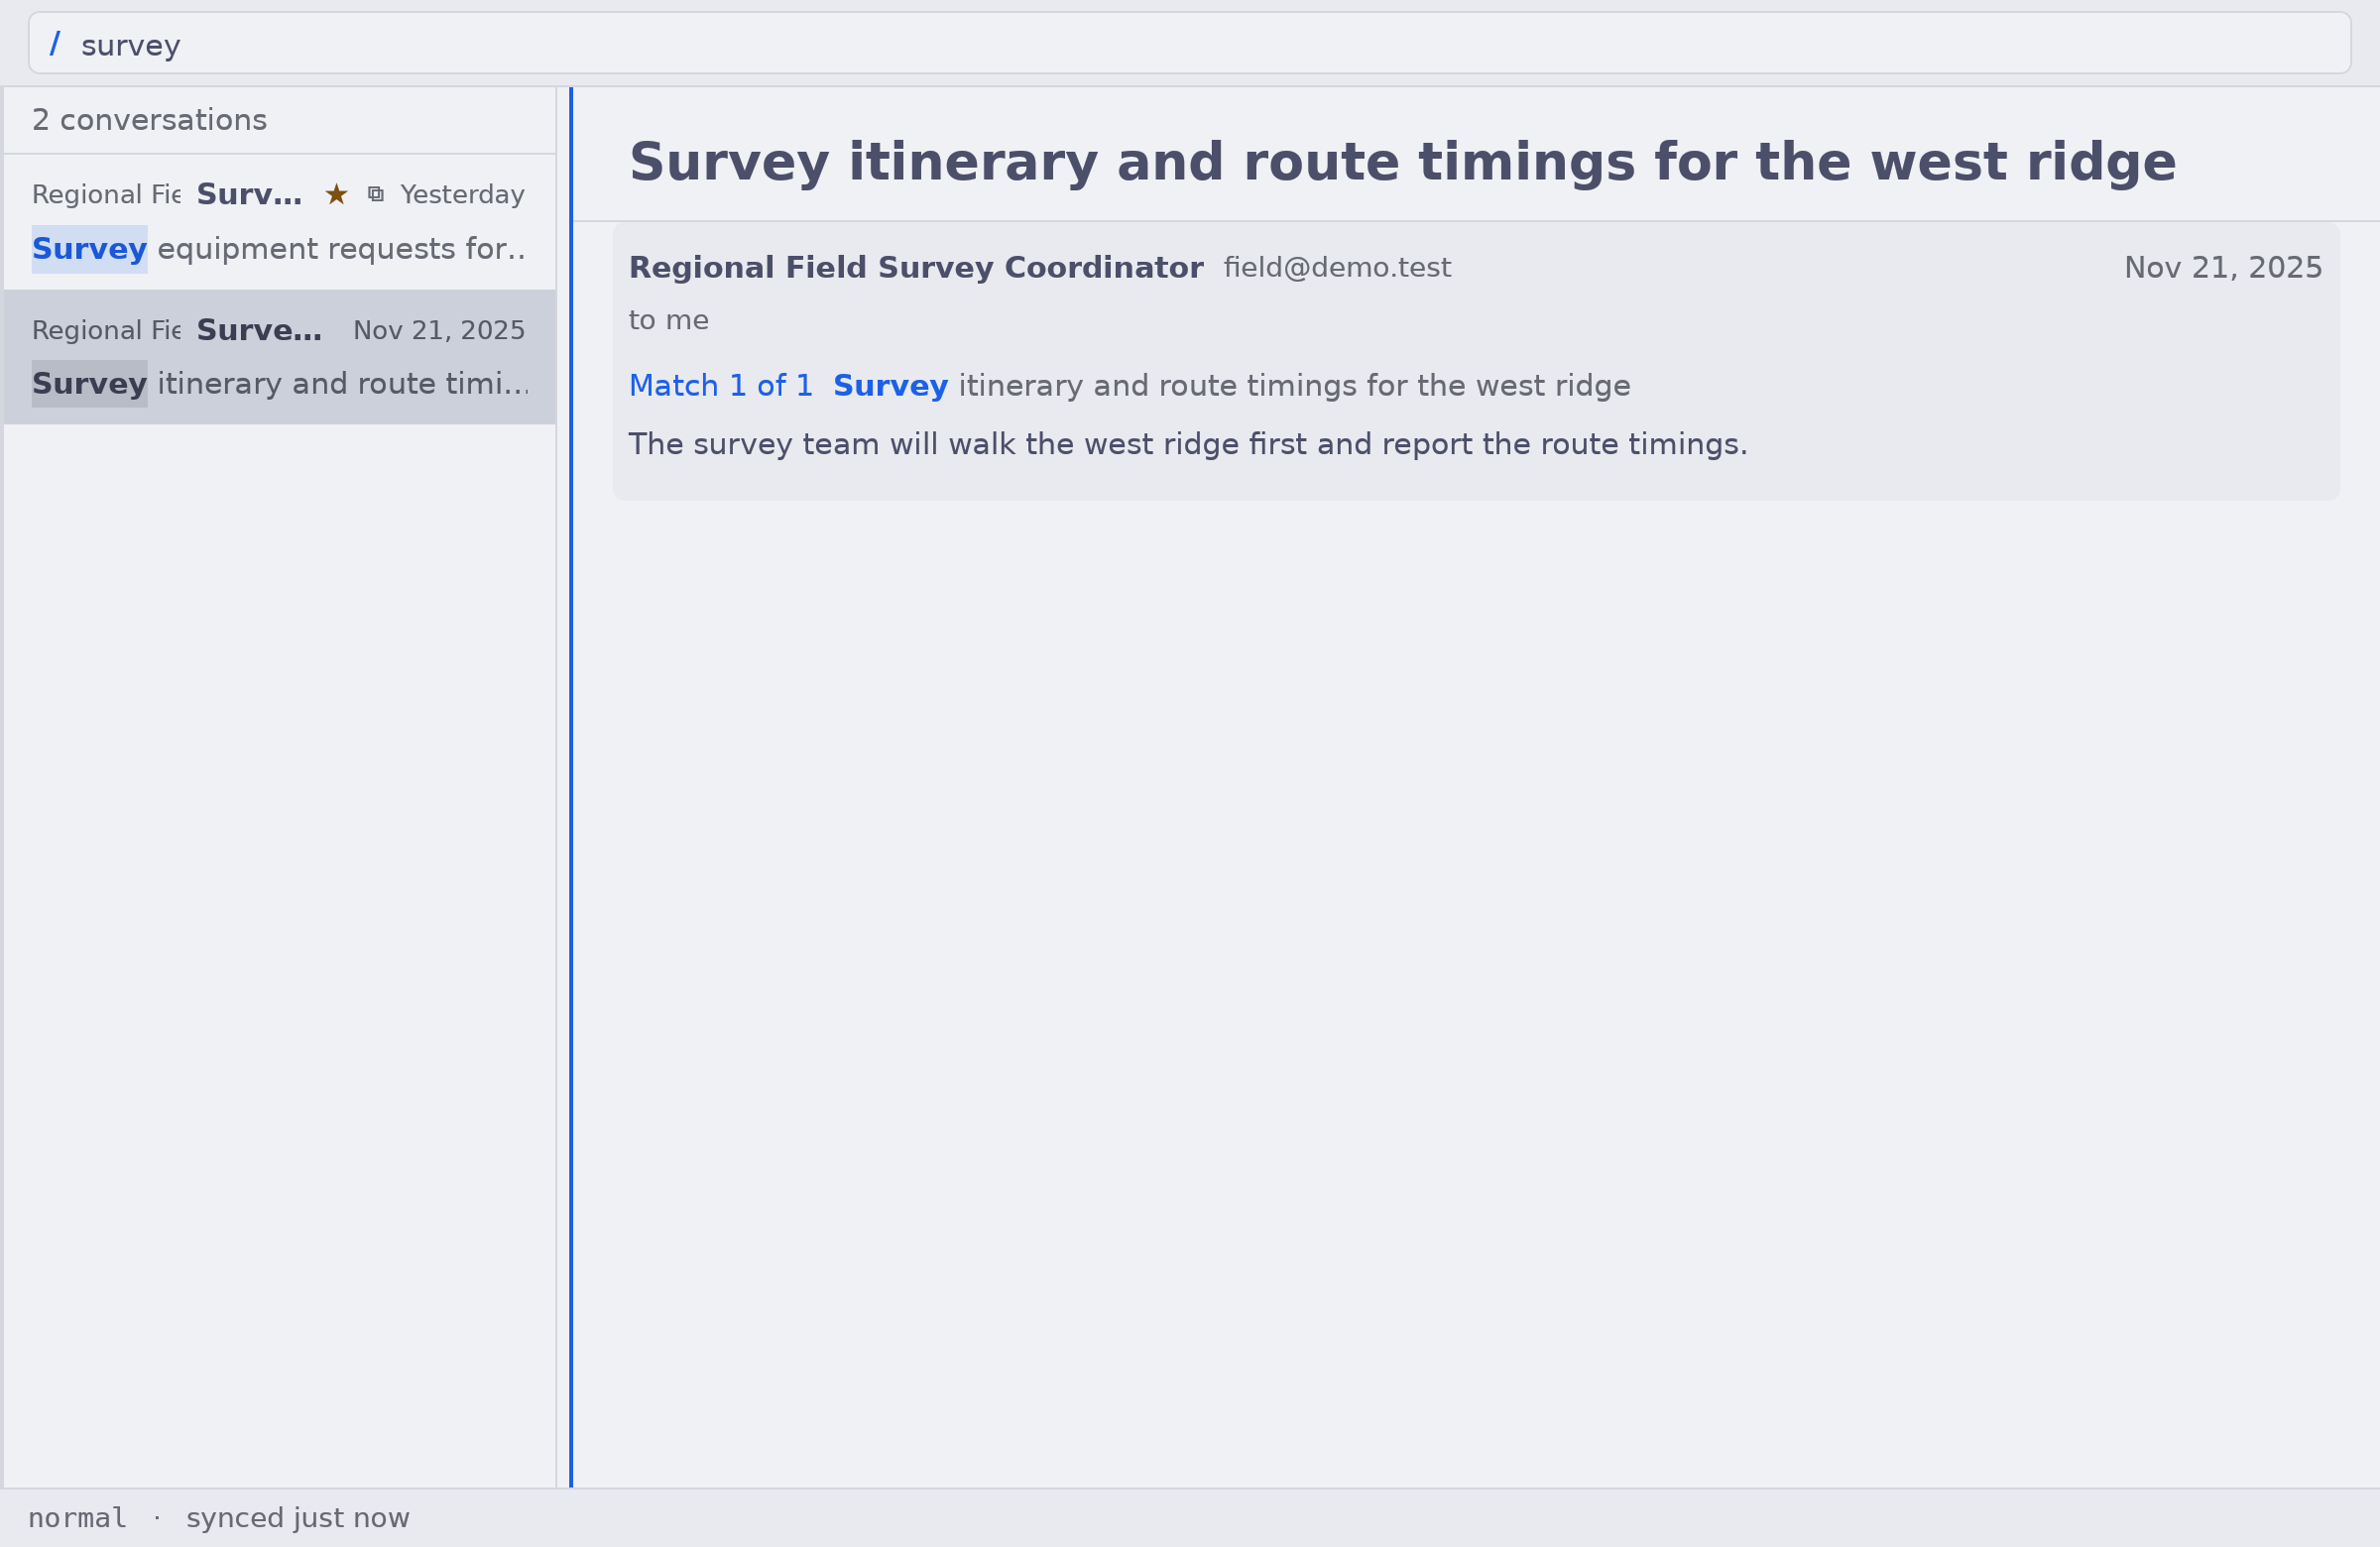 / survey
2 conversations
Regional Fie Surv… ★ ⧉ Yesterday
Survey equipment requests for..
Regional Fie Surve… Nov 21, 2025
Survey itinerary and route timi...
Survey itinerary and route timings for the west ridge
Regional Field Survey Coordinator field@demo.test Nov 21, 2025
to me
Match 1 of 1 Survey itinerary and route timings for the west ridge
The survey team will walk the west ridge first and report the route timings.
normal · synced just now